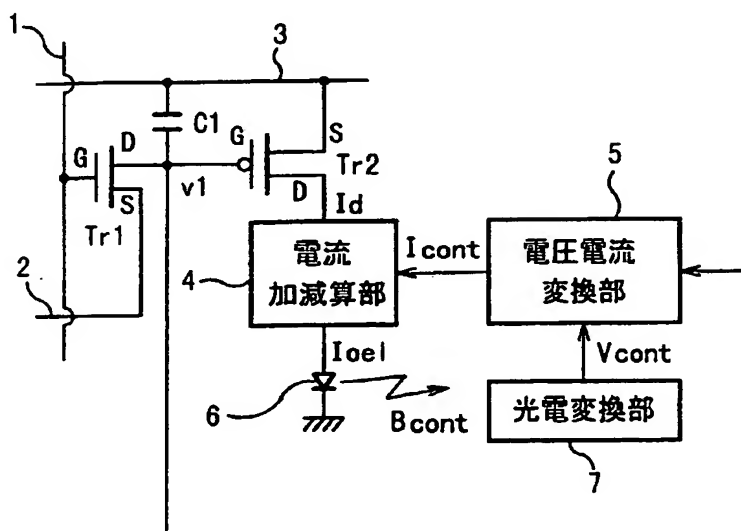 1
3
C1
G
D
S
Tr1
v1
G
S
Tr2
D
Id
2
4
電流
加減算部
Icont
5
電圧電流
変換部
Ioel
6
Bcont
Vcont
光電変換部
7